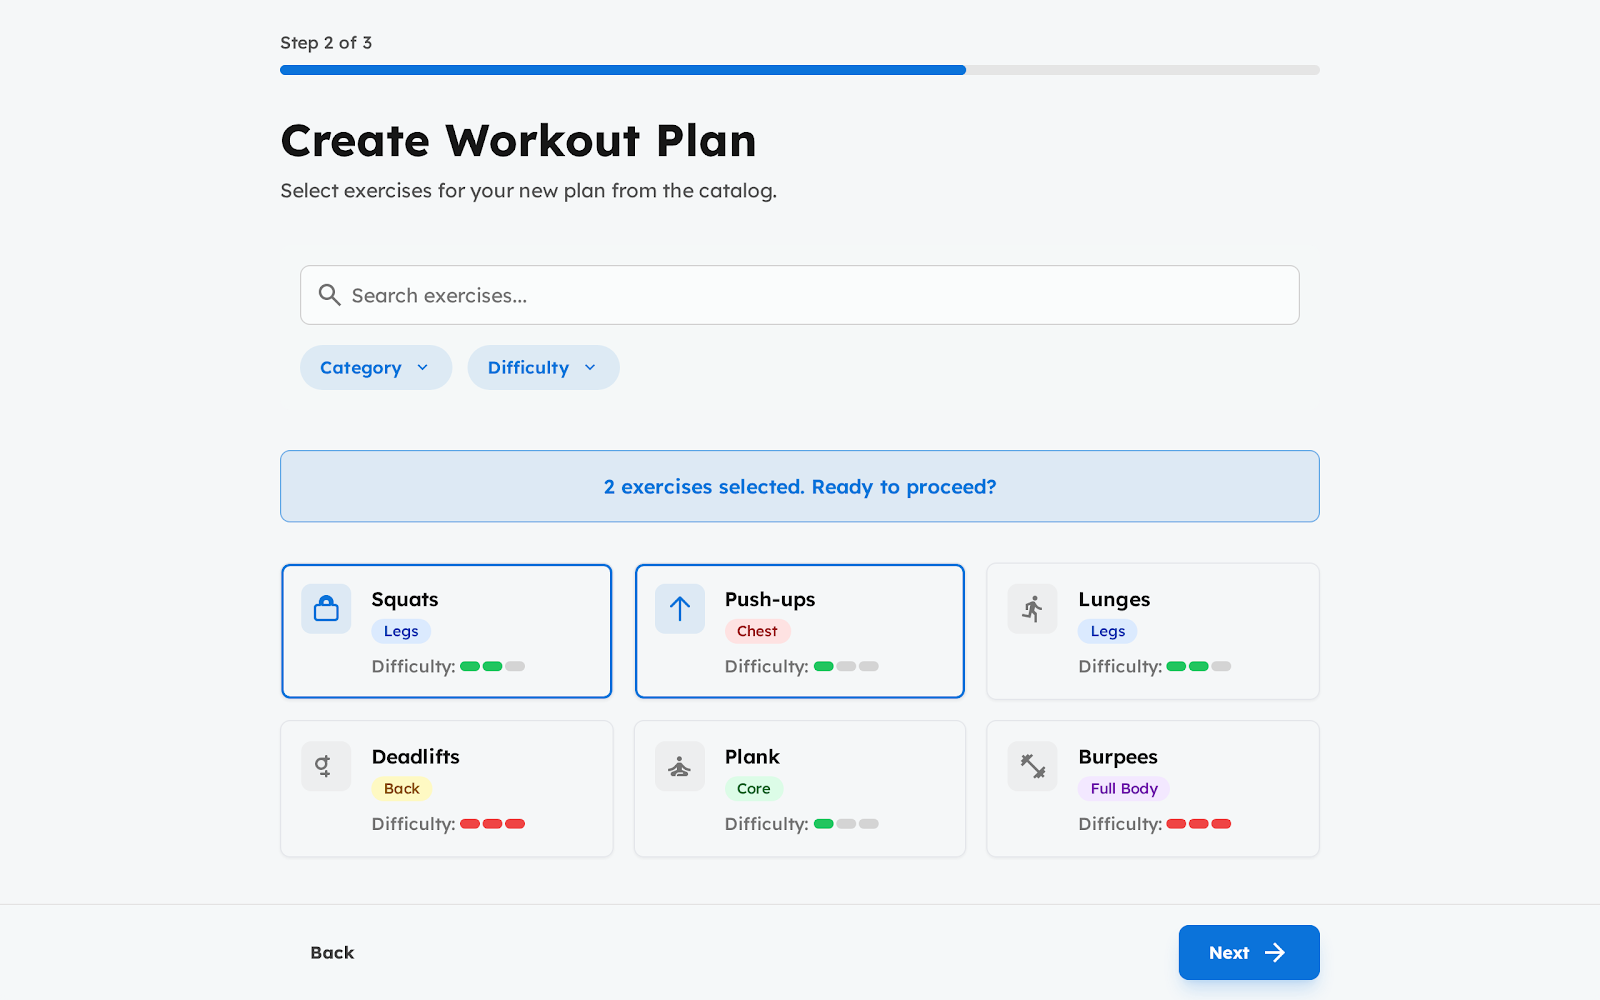 Step 2 of 3
Create Workout Plan
Select exercises for your new plan from the catalog.
Search exercises...
Category
Difficulty
2 exercises selected. Ready to proceed?
Squats
Legs
Difficulty:
Push-ups
Chest
Difficulty:
Lunges
Legs
Difficulty:
Deadlifts
Back
Difficulty:
Plank
Core
Difficulty:
Burpees
Full Body
Difficulty:
Back
Next